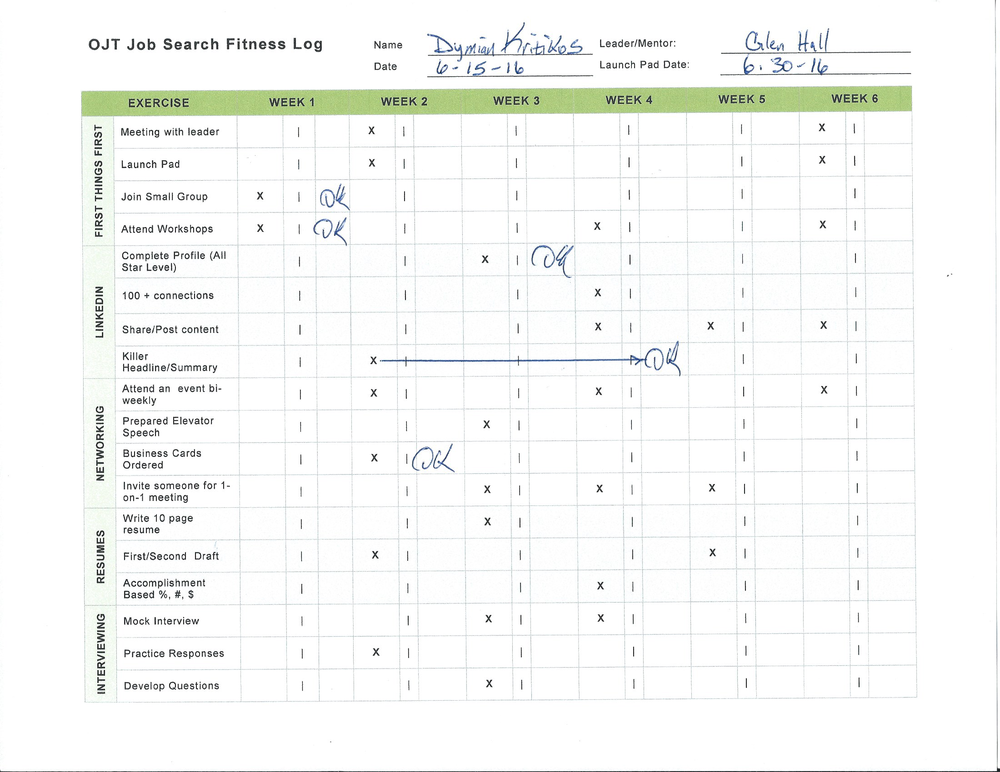 OJT Job Search Fitness Log Name Dymian Kritikos Leader/Mentor: Glen Hall
Date 6-15-16 Launch Pad Date: 6.30-16
EXERCISE WEEK 1 WEEK 2 WEEK 3 WEEK 4 WEEK 5 WEEK 6
FIRST THINGS FIRST
Meeting with leader | X | | | | X |
Launch Pad | X | | | | X |
Join Small Group X | DK | | | | |
Attend Workshops X | DK | | X | | X |
LINKEDIN
Complete Profile (All
Star Level) | | X | DK | | |
100 + connections | | | X | | |
Share/Post content | | | X | X | X |
Killer
Headline/Summary | X | | | DK | |
NETWORKING
Attend an event bi-
weekly | X | | X | | X |
Prepared Elevator
Speech | | X | | | |
Business Cards
Ordered | X | DK | | | |
Invite someone for 1-
on-1 meeting | | X | X | X | |
RESUMES
Write 10 page
resume | | X | | | |
First/Second Draft | X | | | X | |
Accomplishment
Based %, #, $ | | | X | | |
INTERVIEWING
Mock Interview | | X | X | | |
Practice Responses | X | | | | |
Develop Questions | | X | | | |